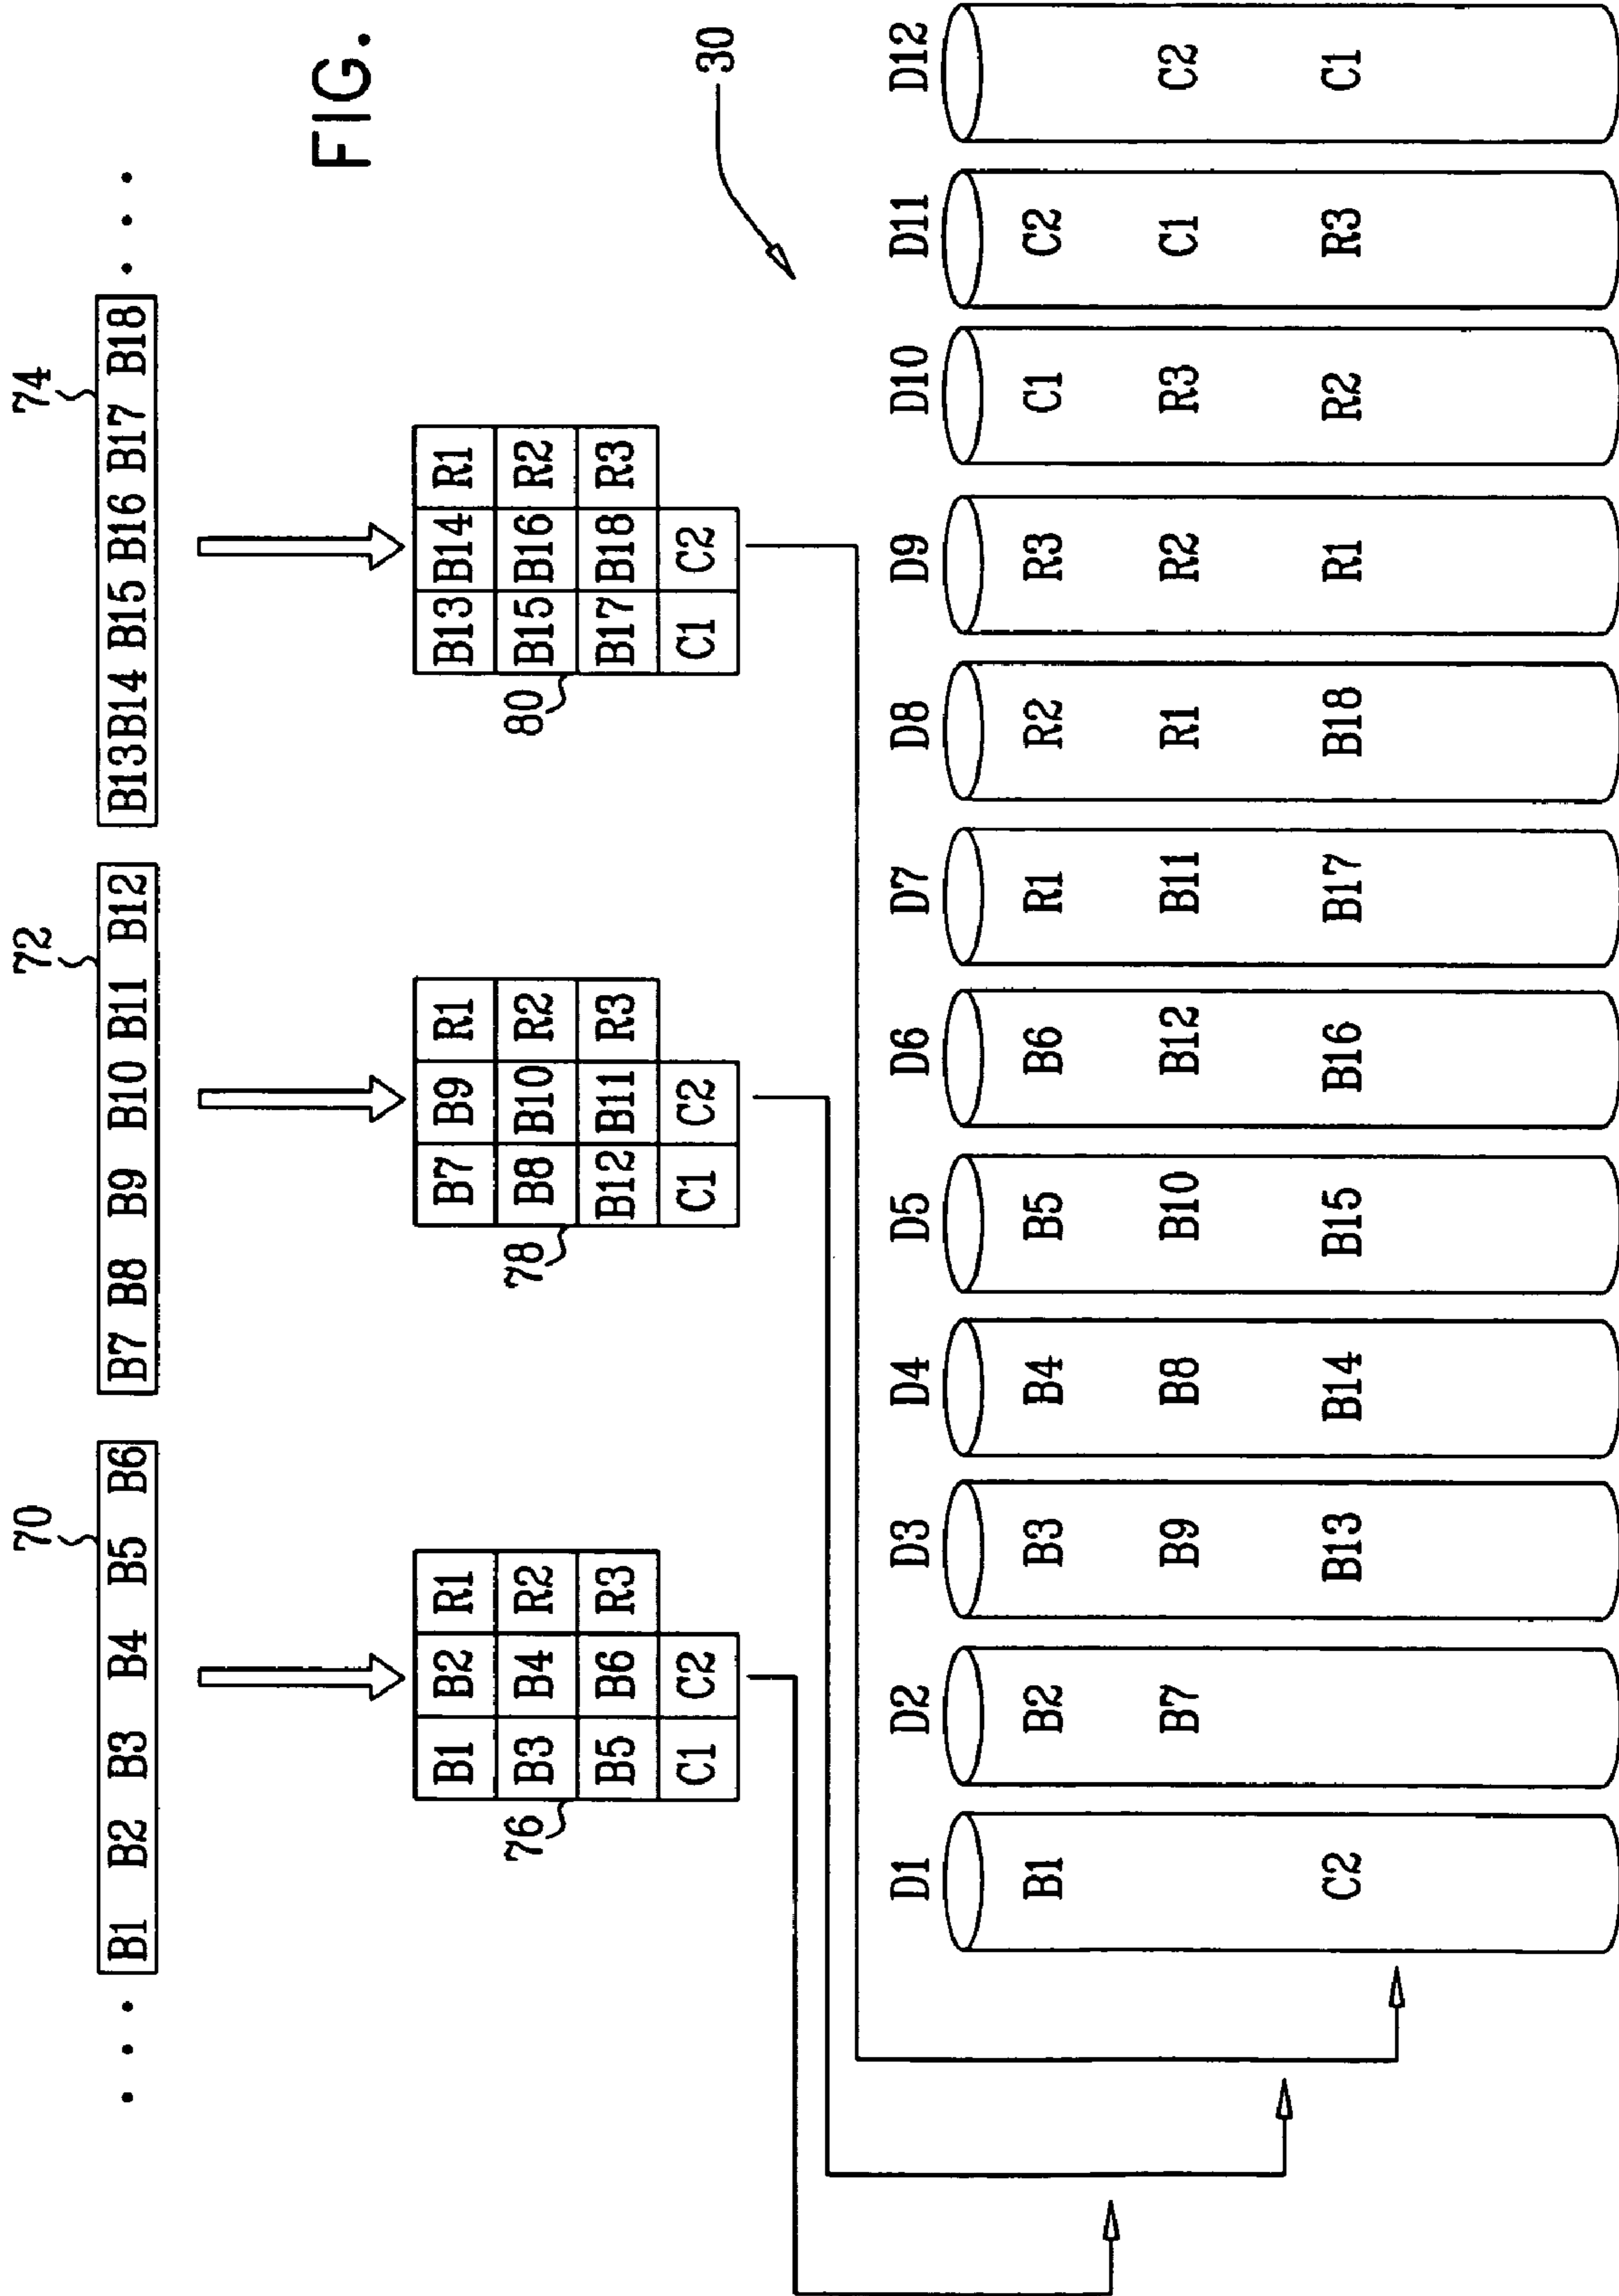 FIG.
70
72
74
B1 B2 B3 B4 B5 B6
B7 B8 B9 B10 B11 B12
B13 B14 B15 B16 B17 B18
76
B1 B2 R1
B3 B4 R2
B5 B6 R3
C1 C2
78
B7 B9 R1
B8 B10 R2
B12 B11 R3
C1 C2
80
B13 B14 R1
B15 B16 R2
B17 B18 R3
C1 C2
30
D1 D2 D3 D4 D5 D6 D7 D8 D9 D10 D11 D12
B1 B2 B3 B4 B5 B6 R1 R2 R3 C1 C2
B7 B9 B8 B10 B12 B11 R1 R2 R3 C1 C2
C2 B13 B14 B15 B16 B17 B18 R1 R2 R3 C1